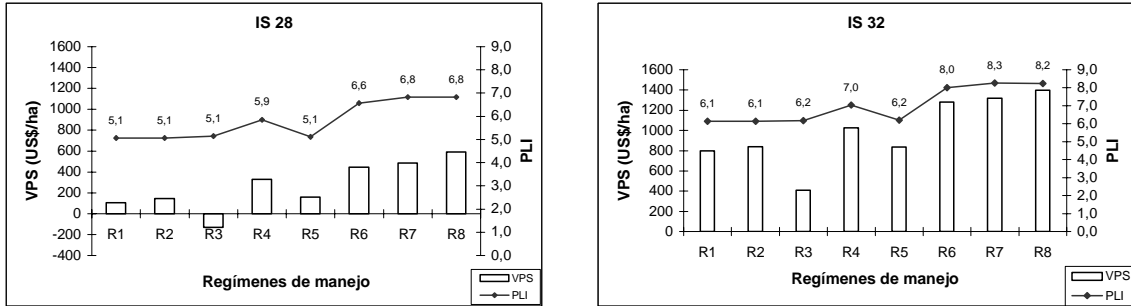 IS 28
VPS (US$/ha)
1600
1400
1200
1000
800
600
400
200
0
-200
-400
5,1
5,1
5,1
5,9
5,1
6,6
6,8
6,8
R1
R2
R3
R4
R5
R6
R7
R8
9,0
8,0
7,0
6,0
5,0
4,0
3,0
2,0
1,0
0,0
PLI
Regímenes de manejo
VPS
PLI
IS 32
VPS (US$/ha)
1600
1400
1200
1000
800
600
400
200
0
6,1
6,1
6,2
7,0
6,2
8,0
8,3
8,2
R1
R2
R3
R4
R5
R6
R7
R8
9,0
8,0
7,0
6,0
5,0
4,0
3,0
2,0
1,0
0,0
PLI
Regímenes de manejo
VPS
PLI